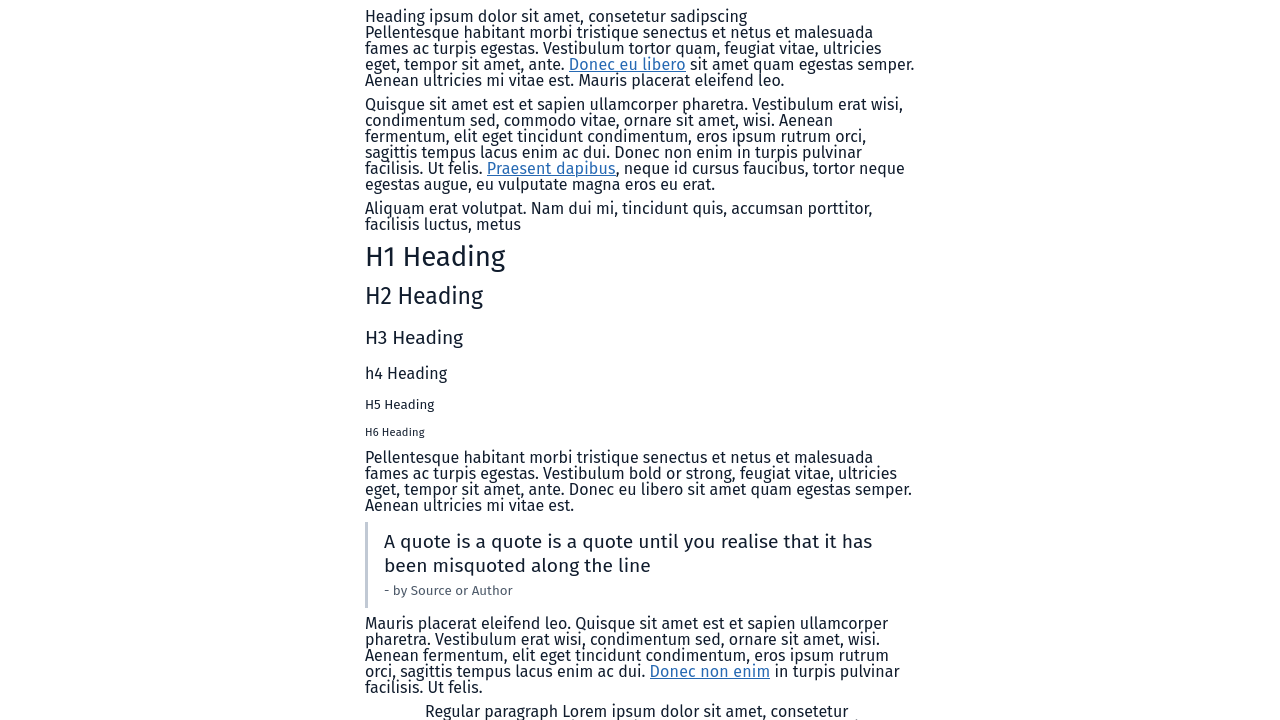 Heading ipsum dolor sit amet, consetetur sadipscing
Pellentesque habitant morbi tristique senectus et netus et malesuada
fames ac turpis egestas. Vestibulum tortor quam, feugiat vitae, ultricies
eget, tempor sit amet, ante. Donec eu libero sit amet quam egestas semper.
Aenean ultricies mi vitae est. Mauris placerat eleifend leo.
Quisque sit amet est et sapien ullamcorper pharetra. Vestibulum erat wisi,
condimentum sed, commodo vitae, ornare sit amet, wisi. Aenean
fermentum, elit eget tincidunt condimentum, eros ipsum rutrum orci,
sagittis tempus lacus enim ac dui. Donec non enim in turpis pulvinar
facilisis. Ut felis. Praesent dapibus, neque id cursus faucibus, tortor neque
egestas augue, eu vulputate magna eros eu erat.
Aliquam erat volutpat. Nam dui mi, tincidunt quis, accumsan porttitor,
facilisis luctus, metus
H1 Heading
H2 Heading
H3 Heading
h4 Heading
H5 Heading
H6 Heading
Pellentesque habitant morbi tristique senectus et netus et malesuada
fames ac turpis egestas. Vestibulum bold or strong, feugiat vitae, ultricies
eget, tempor sit amet, ante. Donec eu libero sit amet quam egestas semper.
Aenean ultricies mi vitae est.
A quote is a quote is a quote until you realise that it has
been misquoted along the line
- by Source or Author
Mauris placerat eleifend leo. Quisque sit amet est et sapien ullamcorper
pharetra. Vestibulum erat wisi, condimentum sed, ornare sit amet, wisi.
Aenean fermentum, elit eget tincidunt condimentum, eros ipsum rutrum
orci, sagittis tempus lacus enim ac dui. Donec non enim in turpis pulvinar
facilisis. Ut felis.
Regular paragraph Lorem ipsum dolor sit amet, consetetur